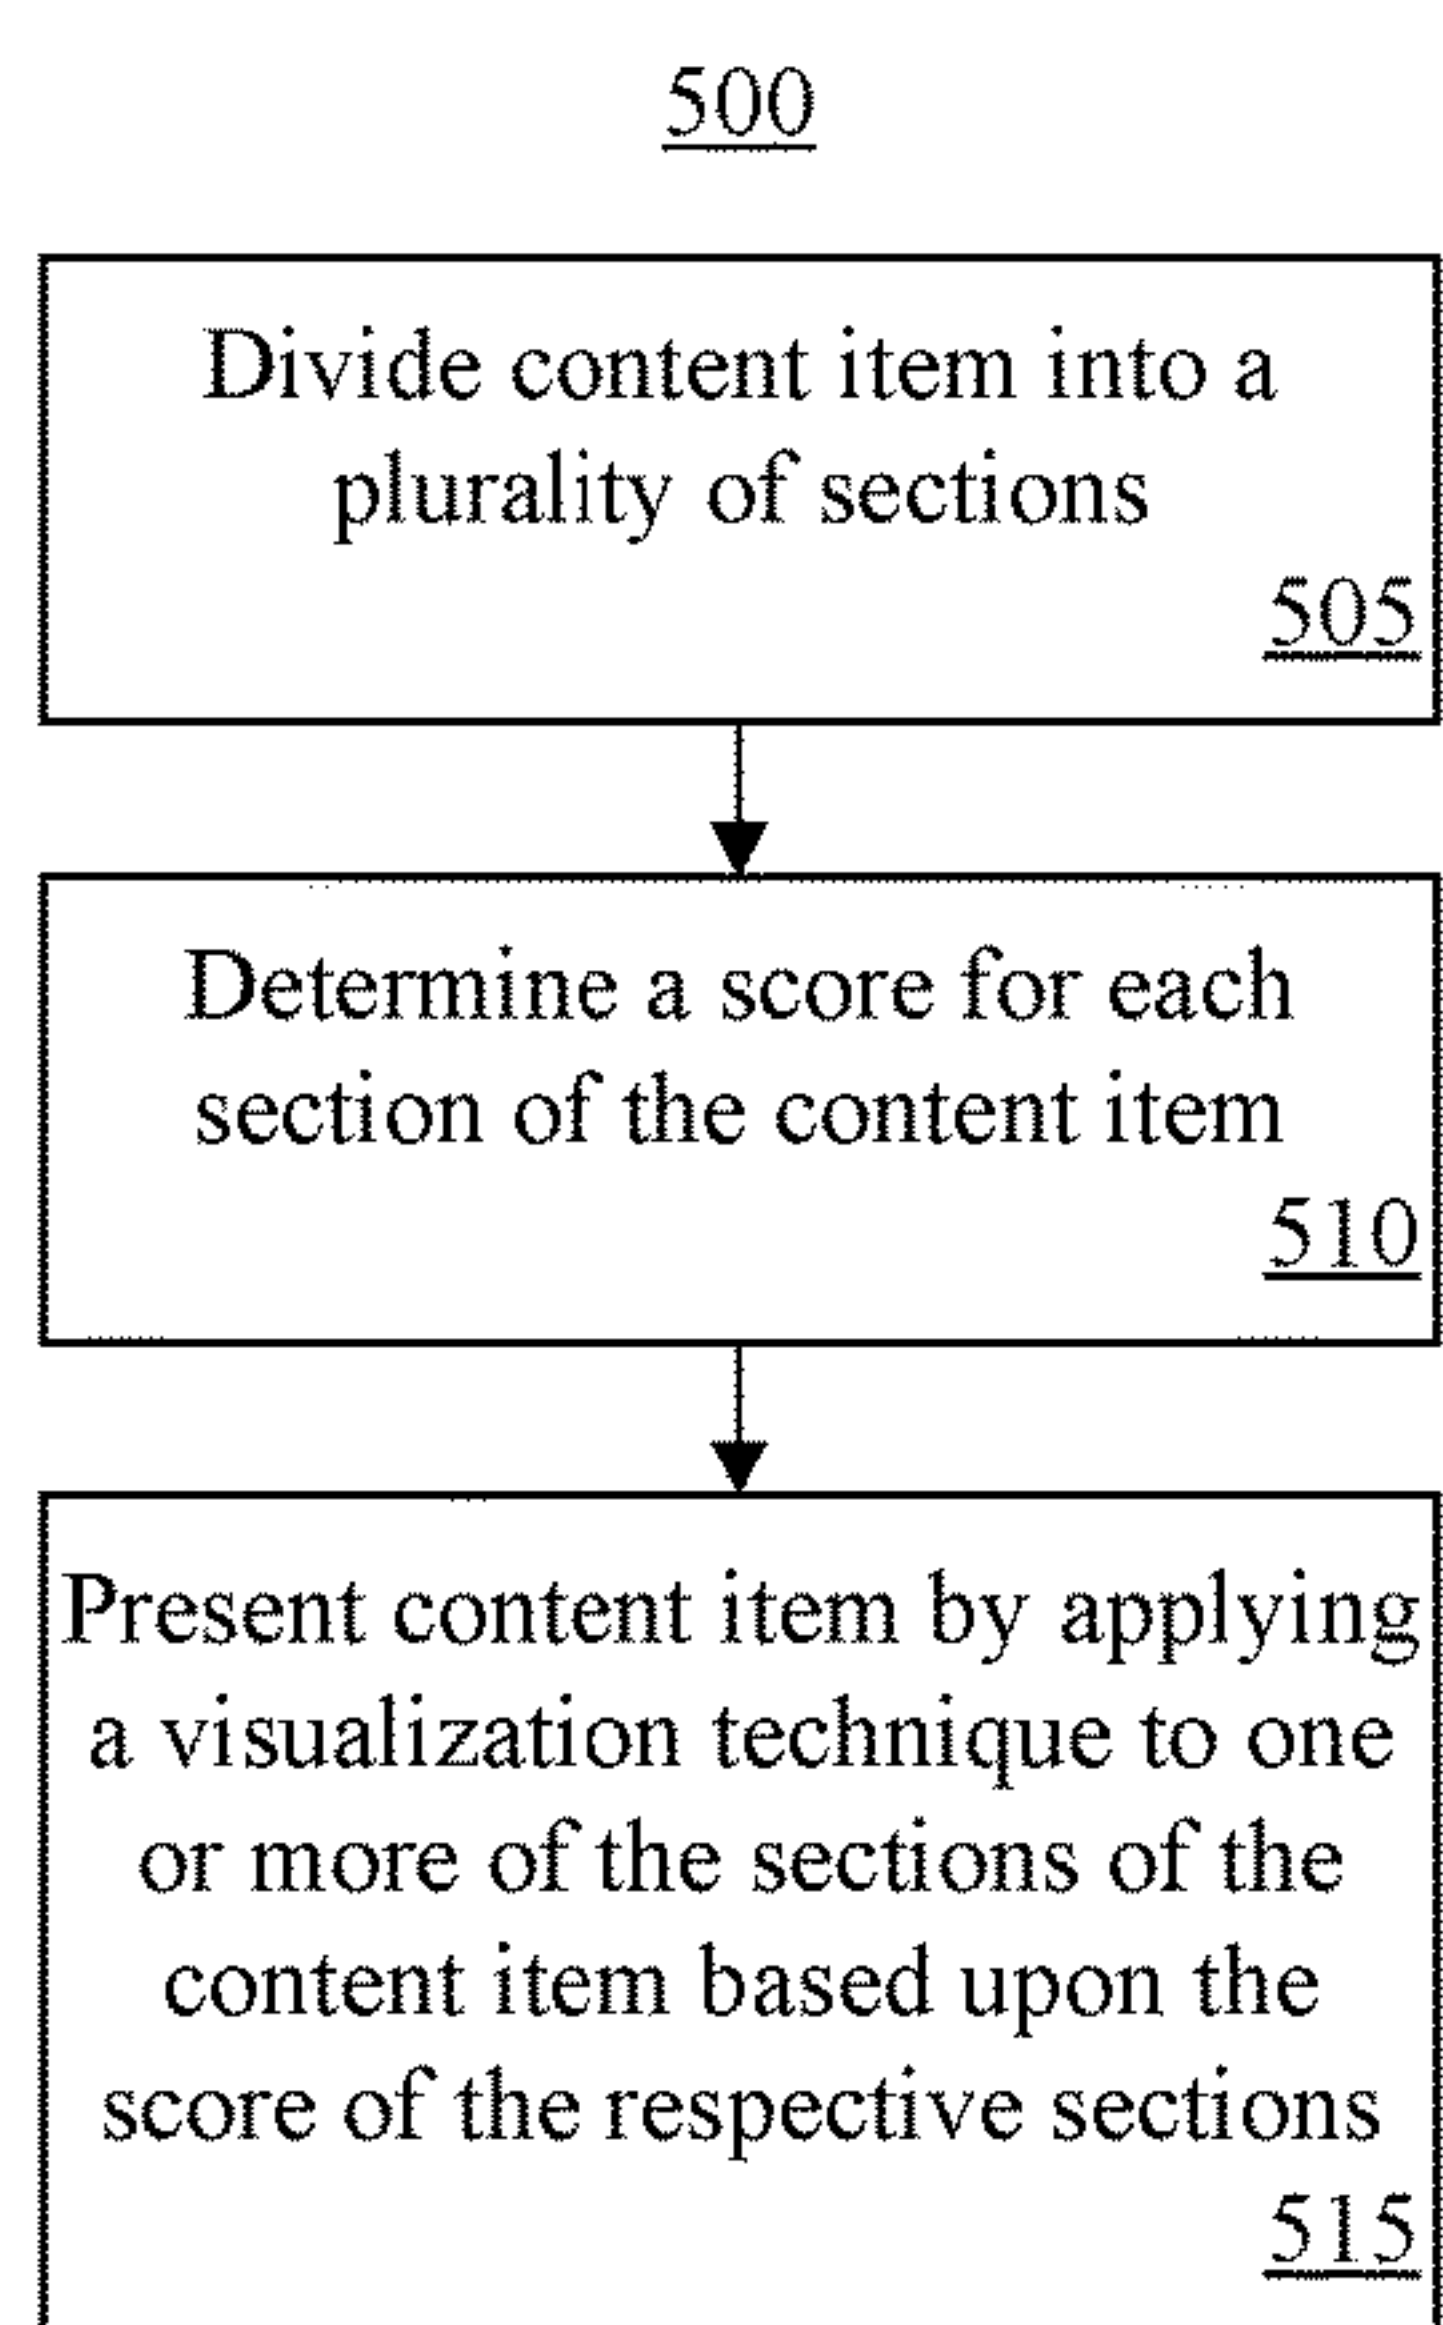 500
Divide content item into a
plurality of sections
505
Determine a score for each
section of the content item
510
Present content item by applying
a visualization technique to one
or more of the sections of the
content item based upon the
score of the respective sections
515